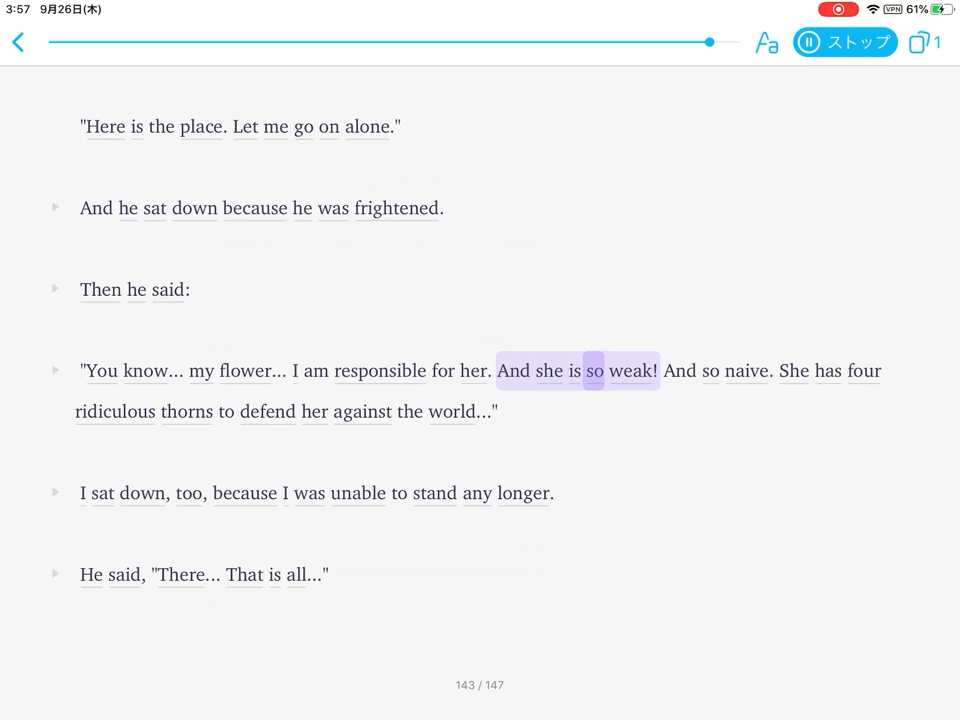 3:57 9月26日(木)
VPN 61%
ストップ
1
"Here is the place. Let me go on alone."
And he sat down because he was frightened.
Then he said:
"You know... my flower... I am responsible for her. And she is so weak! And so naive. She has four
ridiculous thorns to defend her against the world..."
I sat down, too, because I was unable to stand any longer.
He said, "There... That is all..."
143 / 147